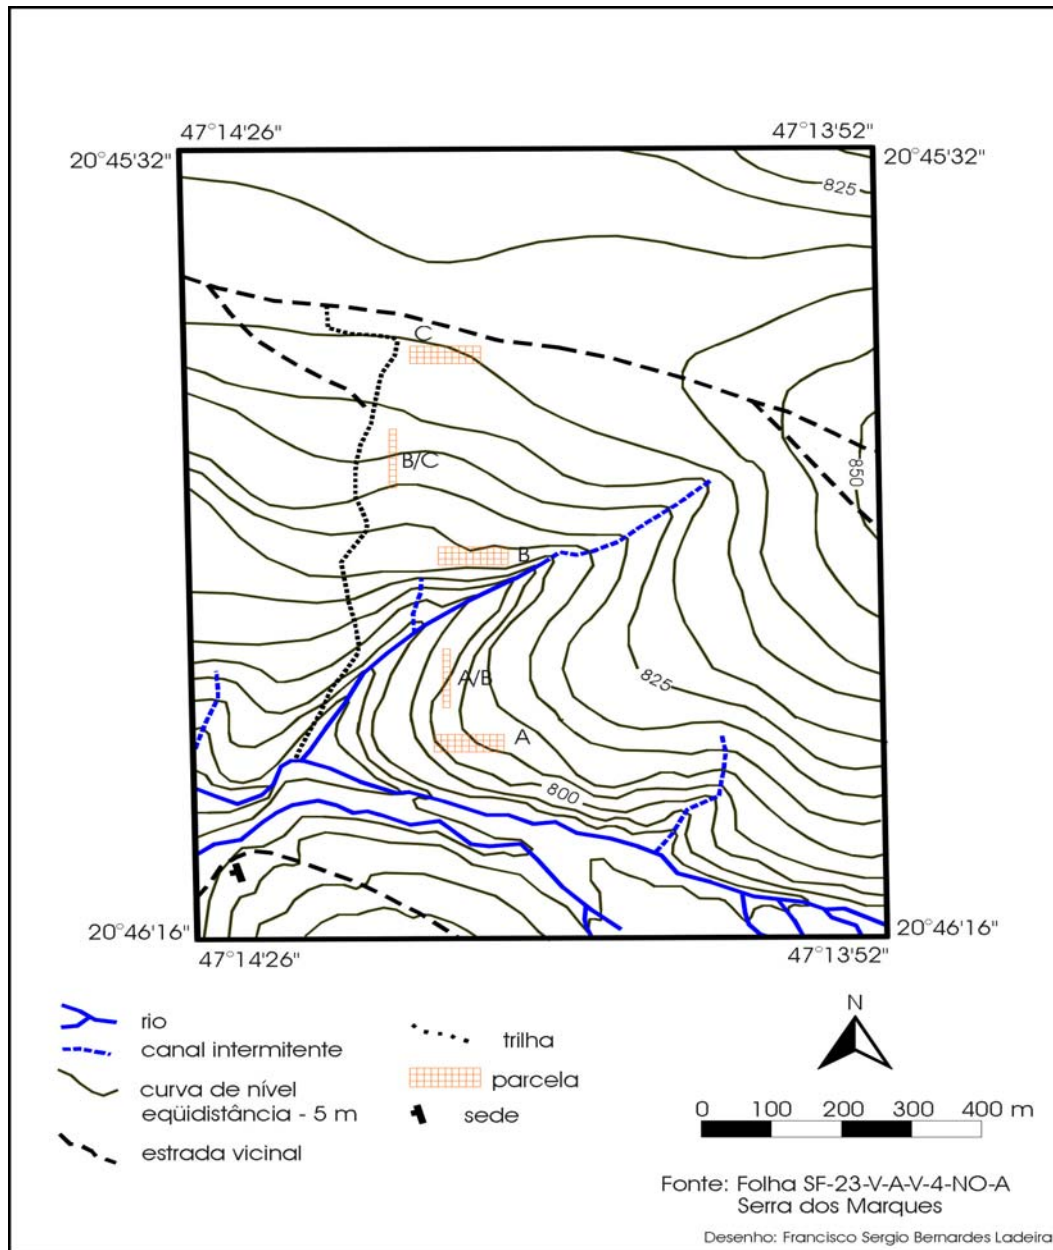 47°14'26"
47°13'52"
20°45'32"
20°45'32"
825
C
B/C
850
B
825
A/B
A
800
20°46'16"
20°46'16"
47°14'26"
47°13'52"
rio
canal intermitente
curva de nível
eqüidistância - 5 m
estrada vicinal
trilha
parcela
sede
N
0 100 200 300 400 m
Fonte: Folha SF-23-V-A-V-4-NO-A
Serra dos Marques
Desenho: Francisco Sergio Bernardes Ladeira